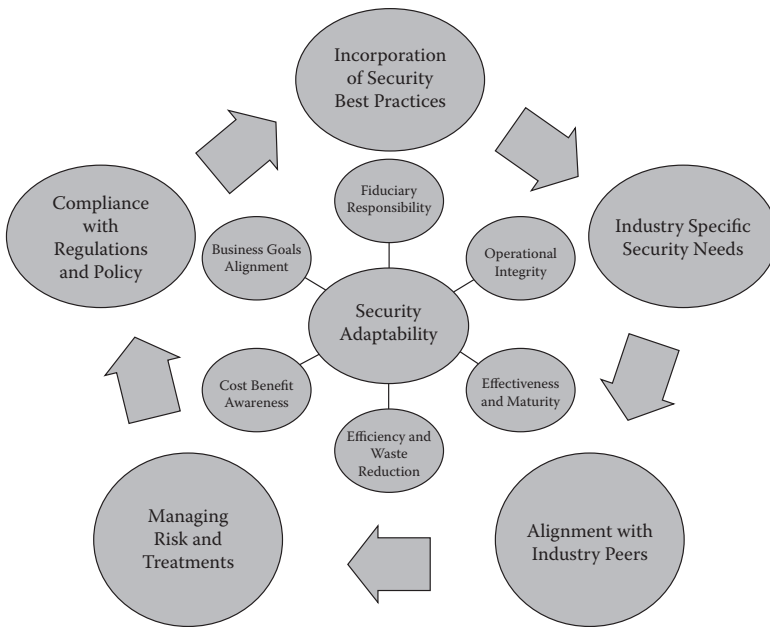 Incorporation
of Security
Best Practices
Fiduciary
Responsibility
Compliance
with
Regulations
and Policy
Industry Specific
Security Needs
Business Goals
Alignment
Operational
Integrity
Security
Adaptability
Cost Benefit
Awareness
Effectiveness
and Maturity
Efficiency and
Waste
Reduction
Managing
Risk and
Treatments
Alignment with
Industry Peers